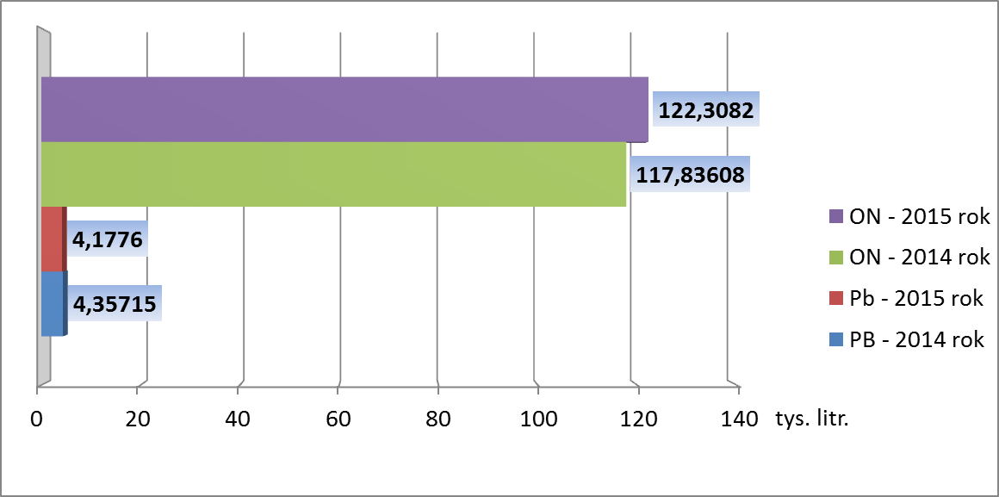 122,3082
117,83608
4,1776
4,35715
ON - 2015 rok
ON - 2014 rok
Pb - 2015 rok
PB - 2014 rok
0 20 40 60 80 100 120 140 tys. litr.